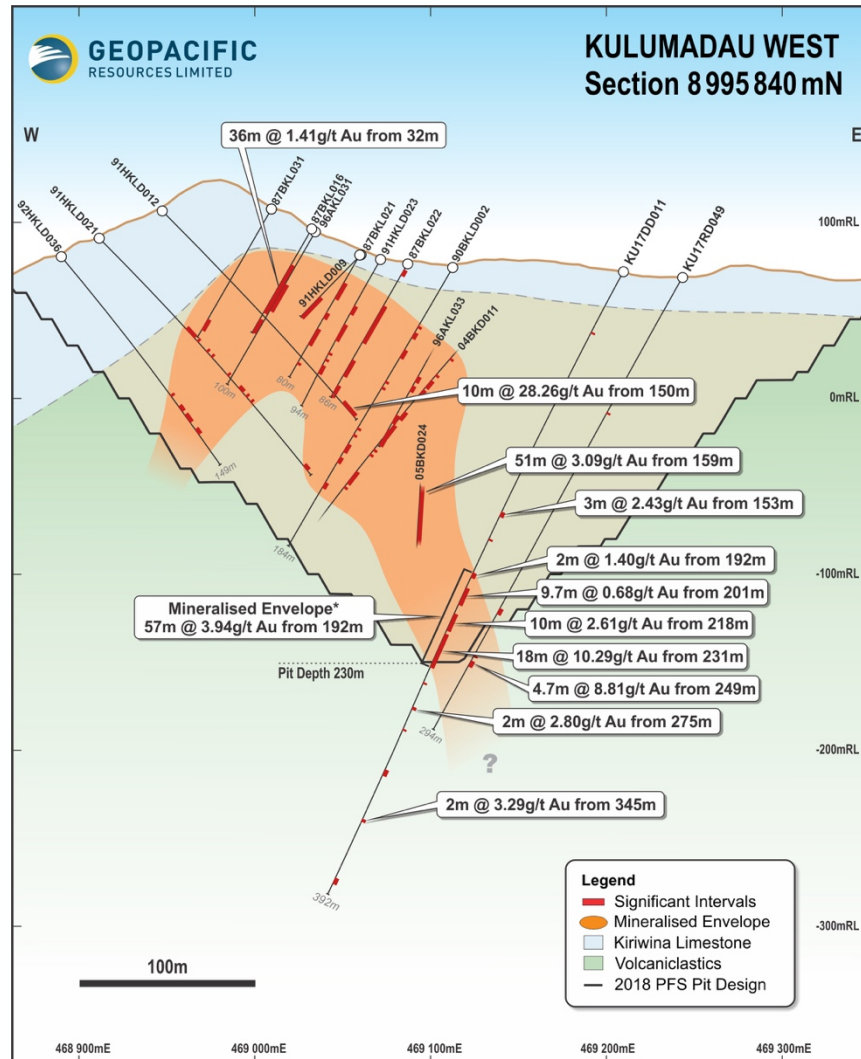 GEOPACIFIC
RESOURCES LIMITED
KULUMADAU WEST
Section 8 995 840 mN
W
E
36m @ 1.41g/t Au from 32m
92HKLD036
91HKLD021
91HKLD012
87BKL031
87BKL016
96AKL031
91HKLD009
87BKL021
91HKLD023
87BKL022
90BKLD002
96AKL033
04BKD011
KU17DD011
KU17RD049
100mRL
0mRL
-100mRL
-200mRL
-300mRL
100m
80m
94m
86m
149m
184m
10m @ 28.26g/t Au from 150m
05BKD024
51m @ 3.09g/t Au from 159m
3m @ 2.43g/t Au from 153m
2m @ 1.40g/t Au from 192m
9.7m @ 0.68g/t Au from 201m
Mineralised Envelope*
57m @ 3.94g/t Au from 192m
10m @ 2.61g/t Au from 218m
18m @ 10.29g/t Au from 231m
Pit Depth 230m
4.7m @ 8.81g/t Au from 249m
2m @ 2.80g/t Au from 275m
294m
?
2m @ 3.29g/t Au from 345m
392m
Legend
Significant Intervals
Mineralised Envelope
Kiriwina Limestone
Volcaniclastics
2018 PFS Pit Design
100m
468 900mE
469 000mE
469 100mE
469 200mE
469 300mE